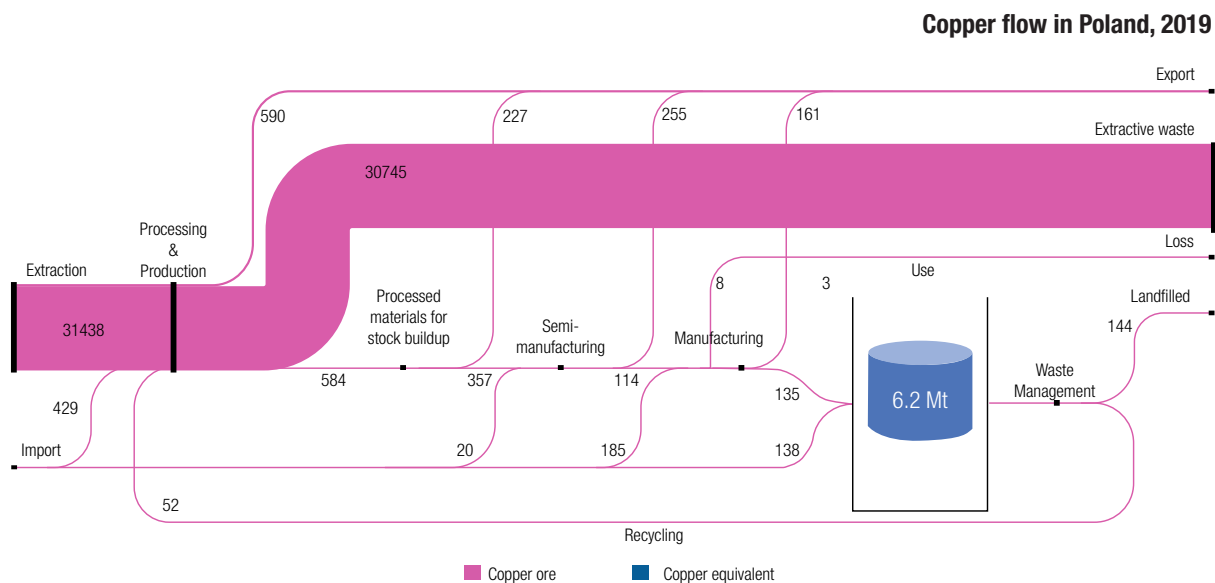 Copper flow in Poland, 2019
Export
590
227
255
161
Extractive waste
30745
Processing
&
Production
Extraction
Loss
Use
8
3
Processed
materials for
stock buildup
Semi-
manufacturing
Manufacturing
Landfilled
31438
144
584
357
114
135
Waste
Management
6.2 Mt
429
Import
20
185
138
52
Recycling
Copper ore
Copper equivalent